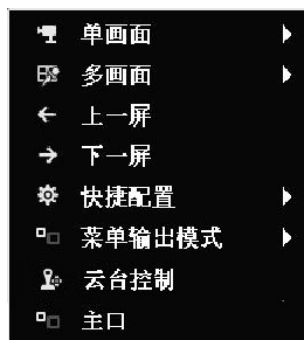 单画面
多画面
上一屏
下一屏
快捷配置
菜单输出模式
云台控制
主口